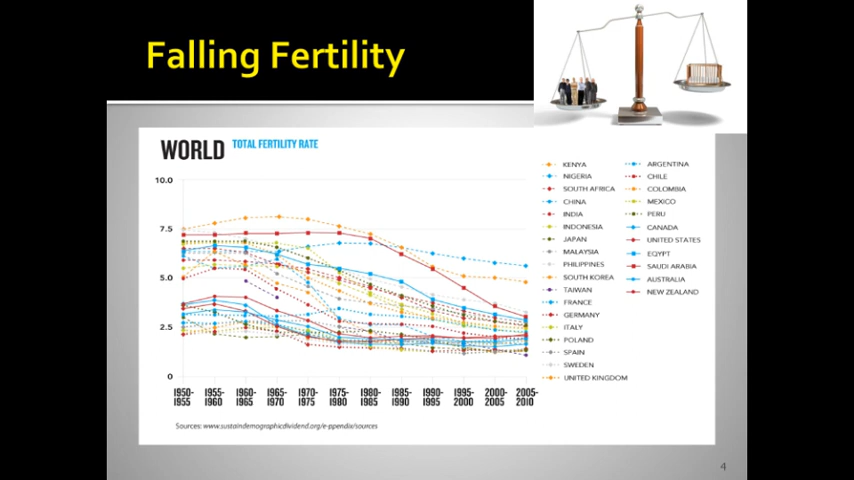 Falling Fertility
WORLD TOTAL FERTILITY RATE
10.0
7.5
5.0
2.5
0
1950-1955
1955-1960
1960-1965
1965-1970
1970-1975
1975-1980
1980-1985
1985-1990
1990-1995
1995-2000
2000-2005
2005-2010
KENYA
NIGERIA
SOUTH AFRICA
CHINA
INDIA
INDONESIA
JAPAN
MALAYSIA
PHILIPPINES
SOUTH KOREA
TAIWAN
FRANCE
GERMANY
ITALY
POLAND
SPAIN
SWEDEN
UNITED KINGDOM
ARGENTINA
CHILE
COLOMBIA
MEXICO
PERU
CANADA
UNITED STATES
EQYPT
SAUDI ARABIA
AUSTRALIA
NEW ZEALAND
Sources: www.sustaindemographicdividend.org/e-ppendix/sources
4